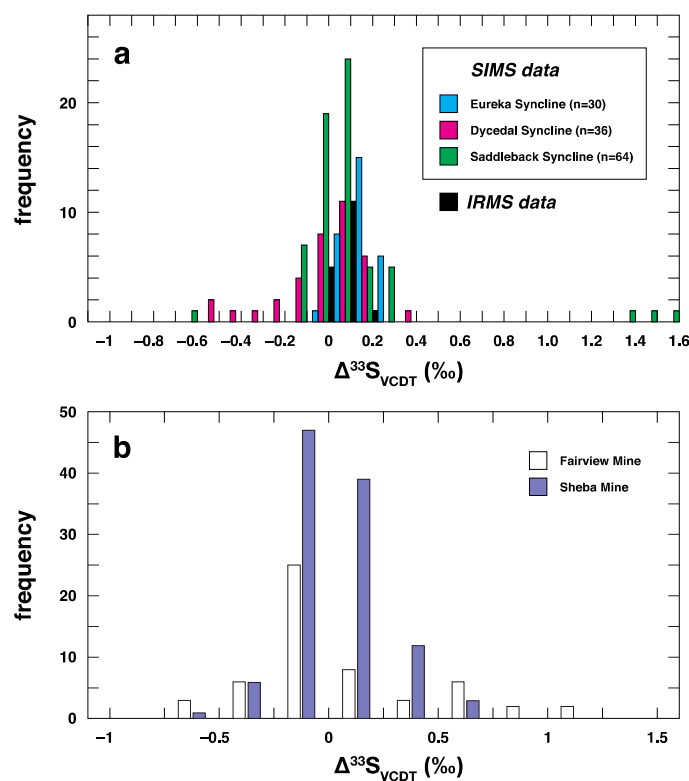 a
SIMS data
Eureka Syncline (n=30)
Dycedal Syncline (n=36)
Saddleback Syncline (n=64)
IRMS data
frequency
20
10
0
−1 −0.8 −0.6 −0.4 −0.2 0 0.2 0.4 0.6 0.8 1.0 1.2 1.4 1.6
Δ³³S_VCDT (‰)
b
Fairview Mine
Sheba Mine
frequency
50
40
30
20
10
0
−1 −0.5 0 0.5 1 1.5
Δ³³S_VCDT (‰)